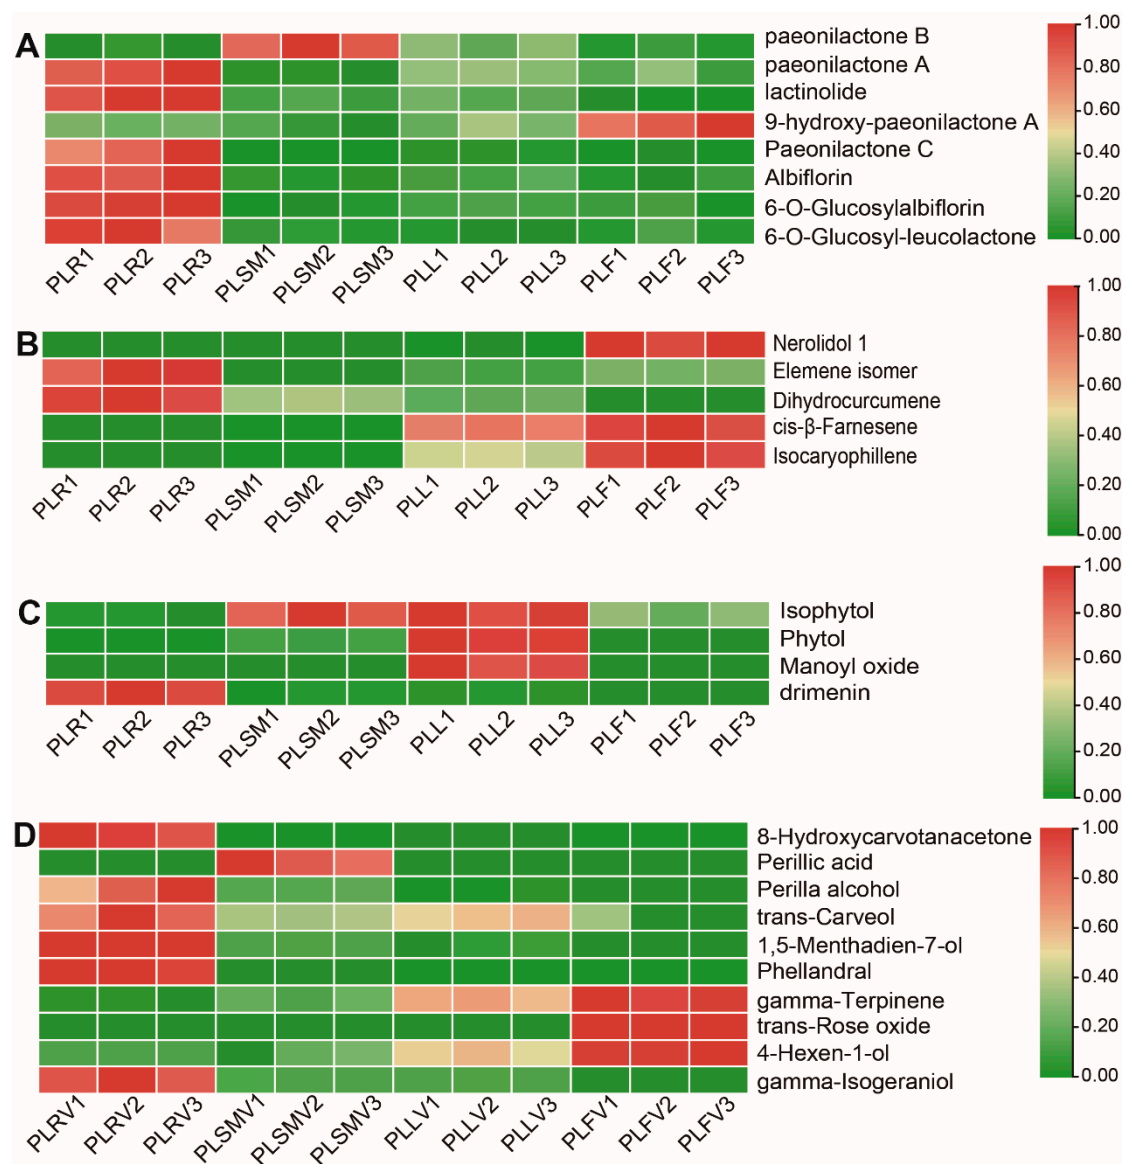 A
paeonilactone B
paeonilactone A
lactinolide
9-hydroxy-paeonilactone A
Paeonilactone C
Albiflorin
6-O-Glucosylalbiflorin
6-O-Glucosyl-leucolactone
1.00
0.80
0.60
0.40
0.20
0.00
PLR1 PLR2 PLR3 PLSM1 PLSM2 PLSM3 PLL1 PLL2 PLL3 PLF1 PLF2 PLF3
B
Nerolidol 1
Elemene isomer
Dihydrocurcumene
cis-β-Farnesene
Isocaryophillene
1.00
0.80
0.60
0.40
0.20
0.00
PLR1 PLR2 PLR3 PLSM1 PLSM2 PLSM3 PLL1 PLL2 PLL3 PLF1 PLF2 PLF3
C
Isophytol
Phytol
Manoyl oxide
drimenin
1.00
0.80
0.60
0.40
0.20
0.00
PLR1 PLR2 PLR3 PLSM1 PLSM2 PLSM3 PLL1 PLL2 PLL3 PLF1 PLF2 PLF3
D
8-Hydroxycarvotanacetone
Perillic acid
Perilla alcohol
trans-Carveol
1,5-Menthadien-7-ol
Phellandral
gamma-Terpinene
trans-Rose oxide
4-Hexen-1-ol
gamma-Isogeraniol
1.00
0.80
0.60
0.40
0.20
0.00
PLRV1 PLRV2 PLRV3 PLSMV1 PLSMV2 PLSMV3 PLLV1 PLLV2 PLLV3 PLFV1 PLFV2 PLFV3